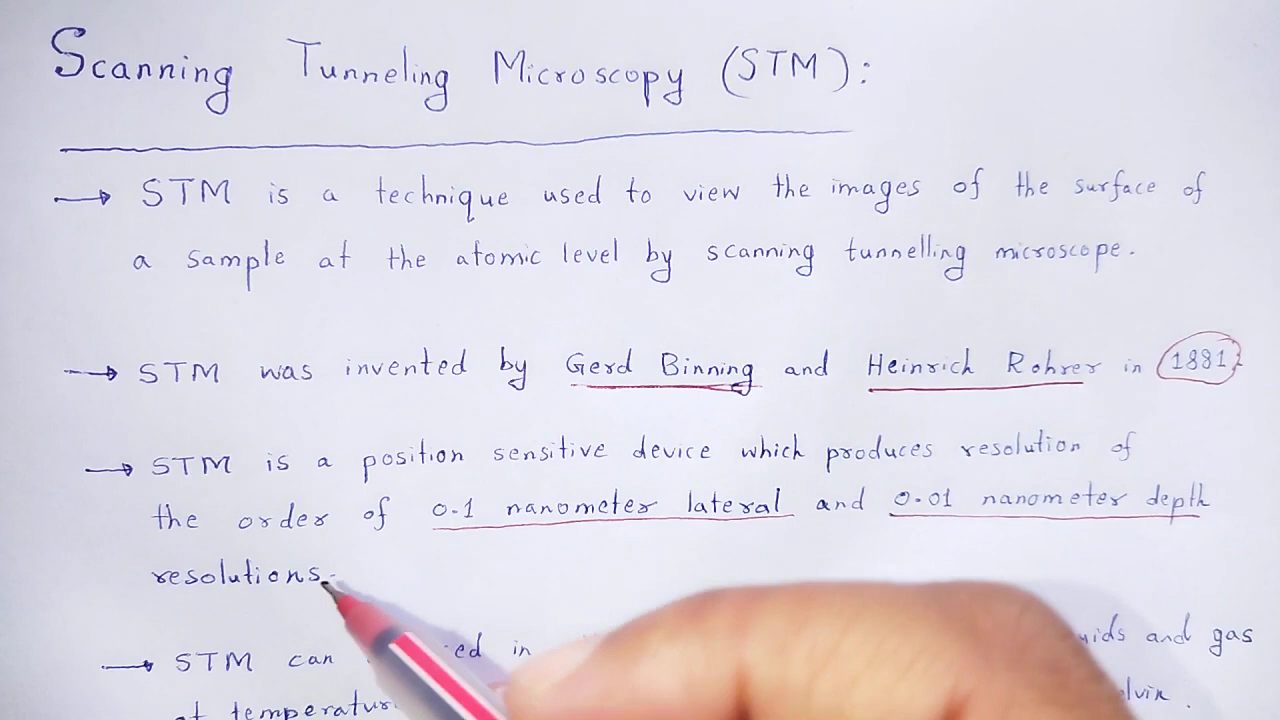 Scanning Tunneling Microscopy (STM):
→ STM is a technique used to view the images of the surface of
a sample at the atomic level by scanning tunnelling microscope.
→ STM was invented by Gerd Binning and Heinrich Rohrer in 1881.
→ STM is a position sensitive device which produces resolution of
the order of 0.1 nanometer lateral and 0.01 nanometer depth
resolutions.
→ STM can in and gas
at